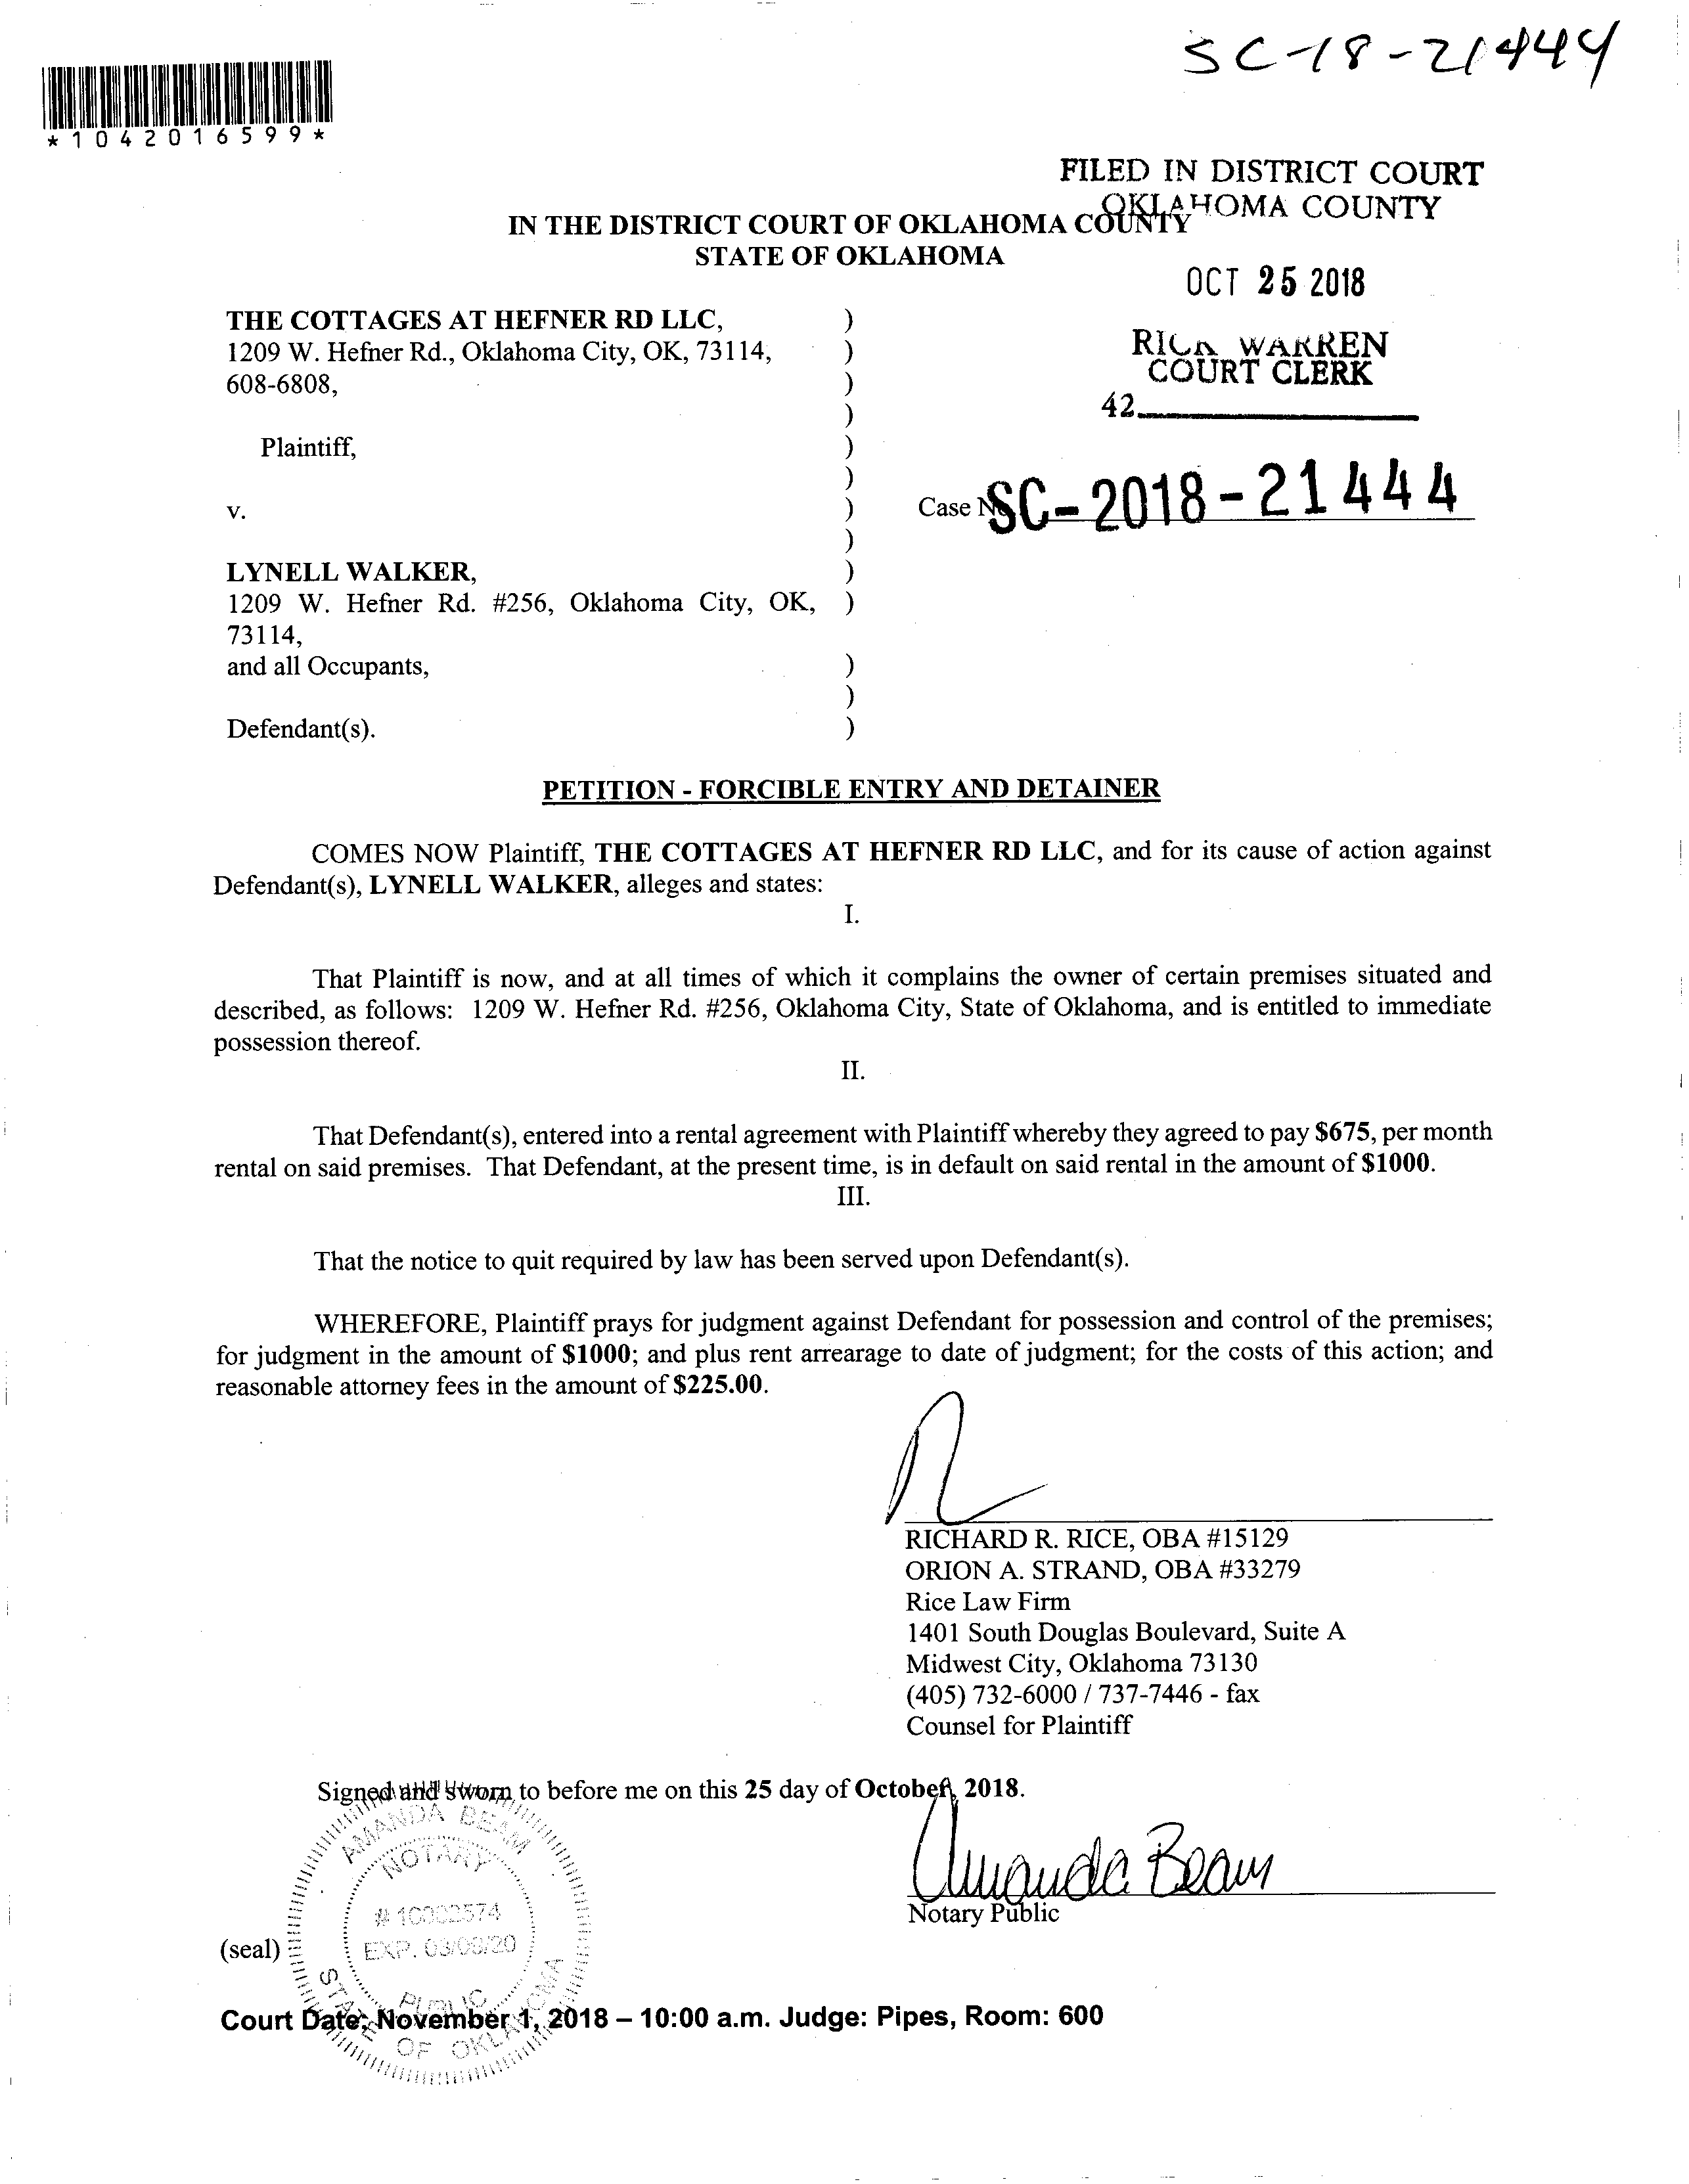 SC-18-21444
*1042016599*
FILED IN DISTRICT COURT
OKLAHOMA COUNTY
IN THE DISTRICT COURT OF OKLAHOMA COUNTY
STATE OF OKLAHOMA
OCT 25 2018
THE COTTAGES AT HEFNER RD LLC, )
1209 W. Hefner Rd., Oklahoma City, OK, 73114, )
608-6808, )
)
RICK WARREN
COURT CLERK
42
Plaintiff, )
)
v. )
Case No SC-2018-21444
)
LYNELL WALKER, )
1209 W. Hefner Rd. #256, Oklahoma City, OK, )
73114,
and all Occupants, )
)
Defendant(s). )
PETITION - FORCIBLE ENTRY AND DETAINER
COMES NOW Plaintiff, THE COTTAGES AT HEFNER RD LLC, and for its cause of action against
Defendant(s), LYNELL WALKER, alleges and states:
I.
That Plaintiff is now, and at all times of which it complains the owner of certain premises situated and
described, as follows: 1209 W. Hefner Rd. #256, Oklahoma City, State of Oklahoma, and is entitled to immediate
possession thereof.
II.
That Defendant(s), entered into a rental agreement with Plaintiff whereby they agreed to pay $675, per month
rental on said premises. That Defendant, at the present time, is in default on said rental in the amount of $1000.
III.
That the notice to quit required by law has been served upon Defendant(s).
WHEREFORE, Plaintiff prays for judgment against Defendant for possession and control of the premises;
for judgment in the amount of $1000; and plus rent arrearage to date of judgment; for the costs of this action; and
reasonable attorney fees in the amount of $225.00.
RICHARD R. RICE, OBA #15129
ORION A. STRAND, OBA #33279
Rice Law Firm
1401 South Douglas Boulevard, Suite A
Midwest City, Oklahoma 73130
(405) 732-6000 / 737-7446 - fax
Counsel for Plaintiff
Signed and sworn to before me on this 25 day of October, 2018.
Amanda Beam
Notary Public
AMANDA BEAM
NOTARY
EXP.
PUBLIC
STATE OF OKLAHOMA
(seal)
Court Date: November 1, 2018 – 10:00 a.m. Judge: Pipes, Room: 600